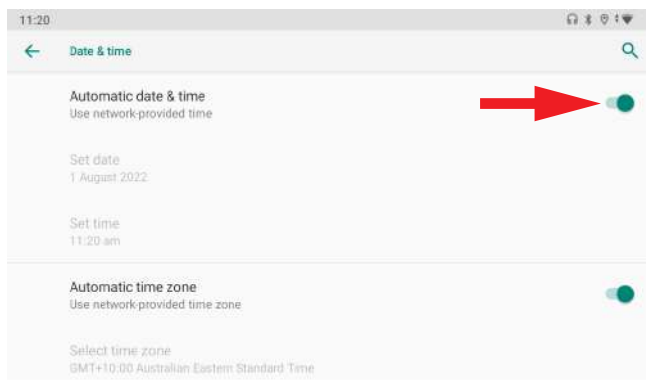 11:20
Date & time
Automatic date & time
Use network-provided time
Set date
1 August 2022
Set time
11:20 am
Automatic time zone
Use network-provided time zone
Select time zone
GMT+10:00 Australian Eastern Standard Time